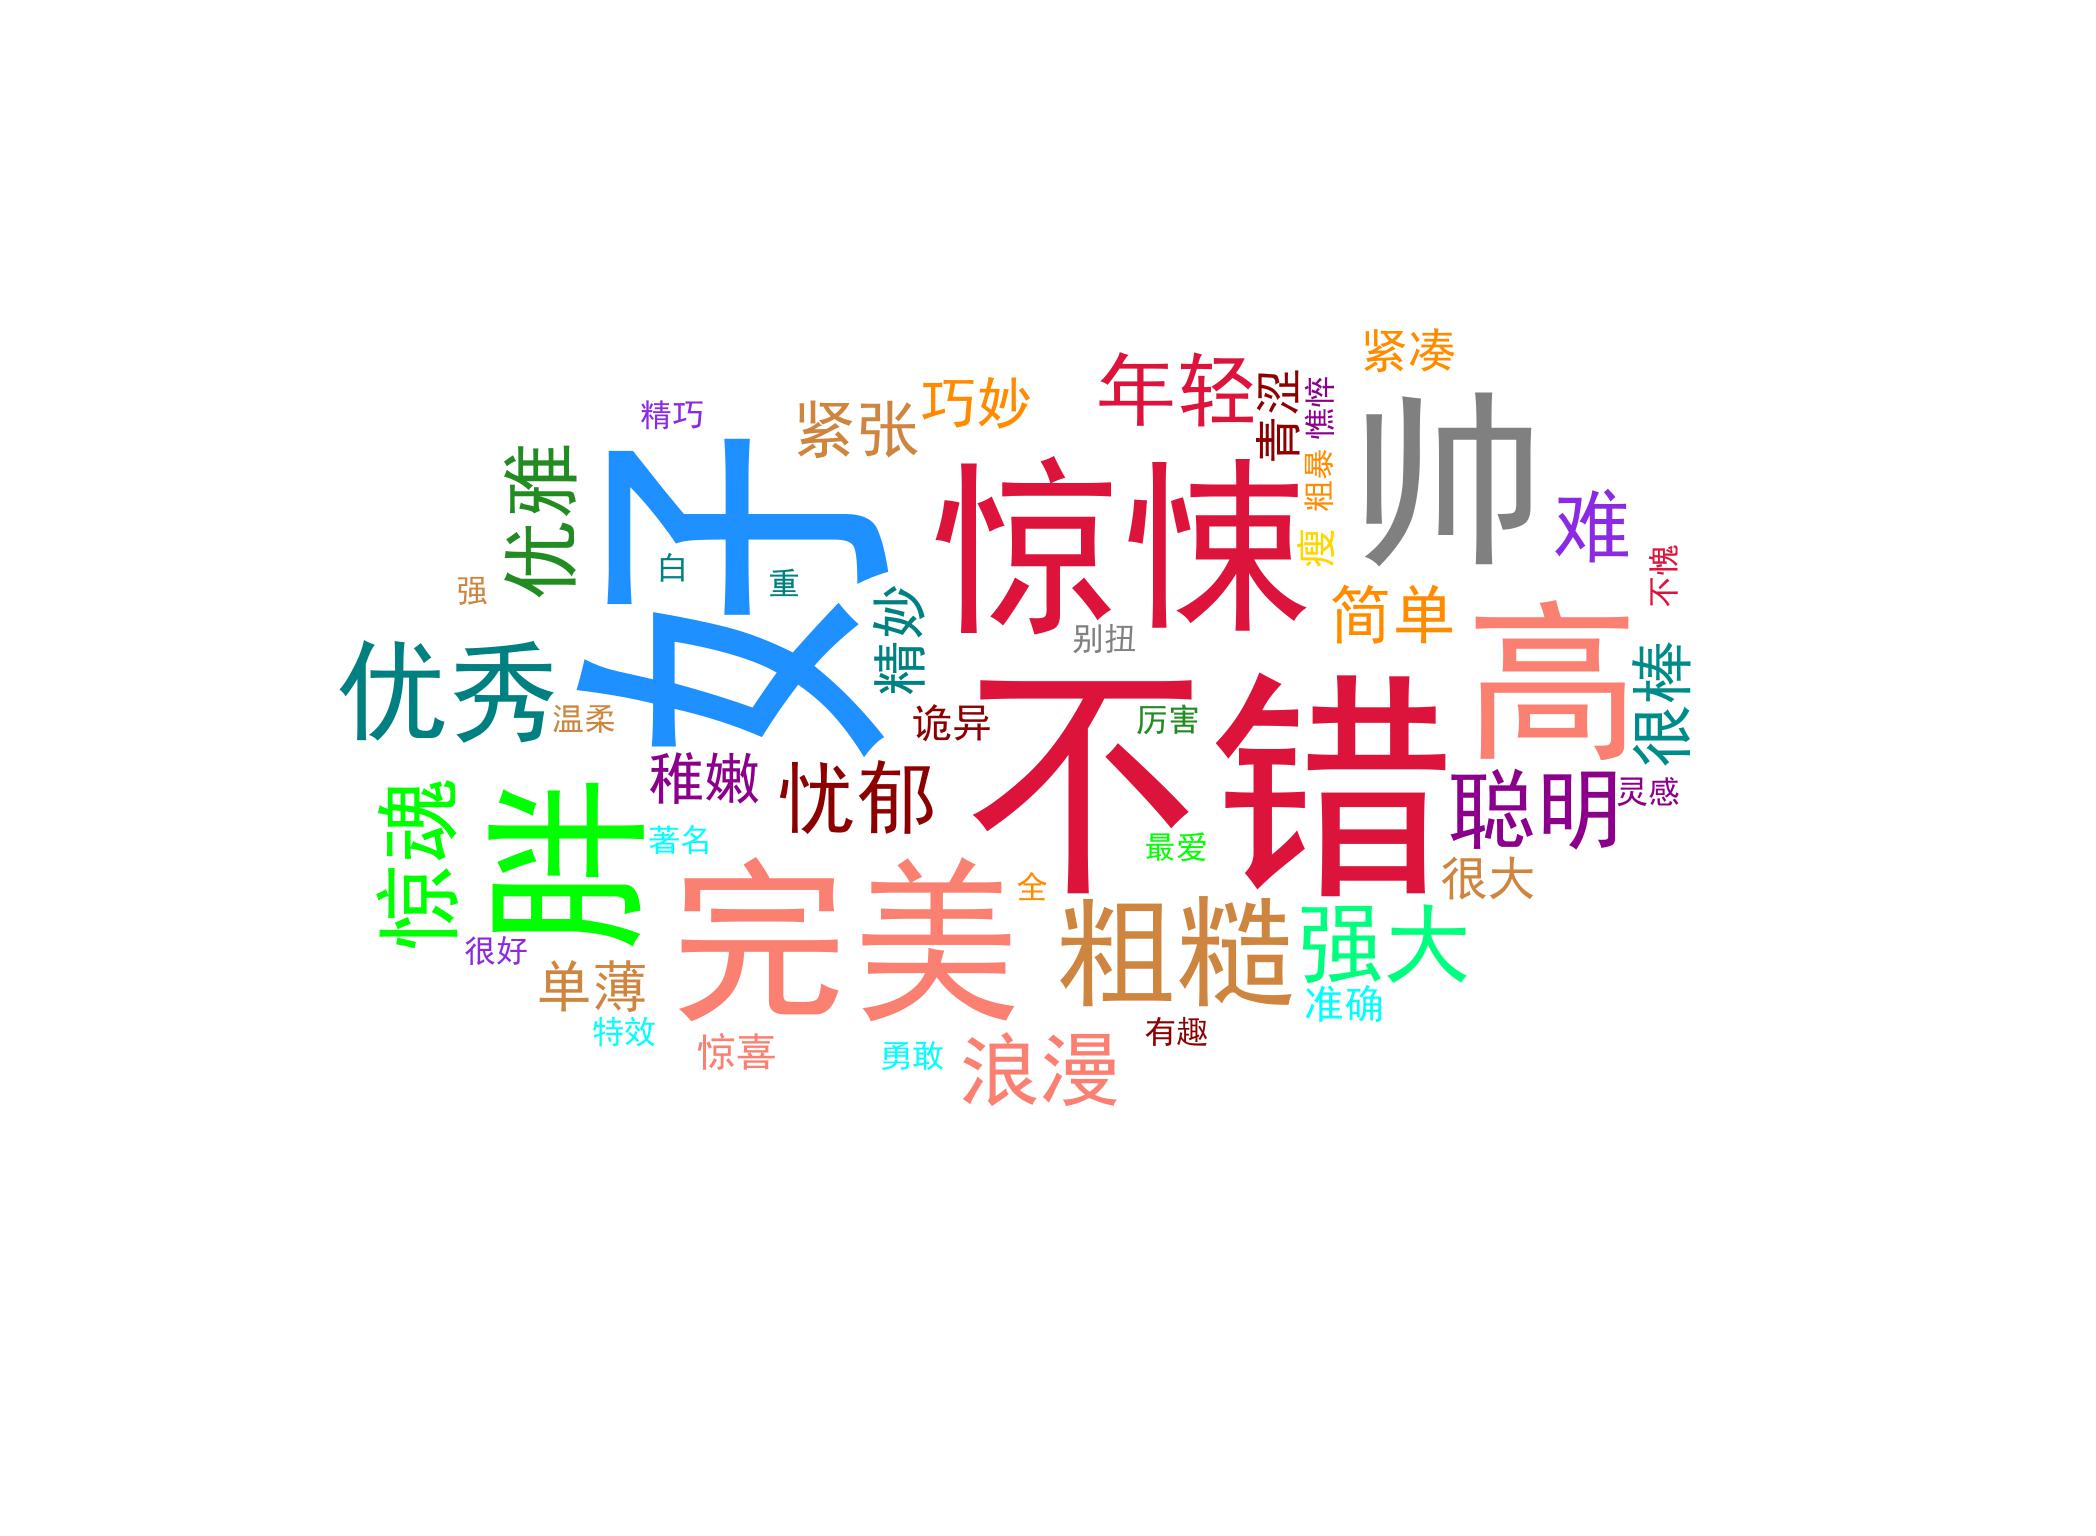 紧凑
年轻
青涩
憔悴
精巧
紧张
巧妙
帅
优雅
好
惊悚
粗暴
难
瘦
白
重
强
不愧
精妙
简单
别扭
高
优秀
很棒
温柔
诡异
不错
厉害
稚嫩
忧郁
聪明
灵感
惊魂
胖
著名
最爱
很大
完美
全
粗糙
强大
很好
单薄
准确
特效
惊喜
勇敢
浪漫
有趣